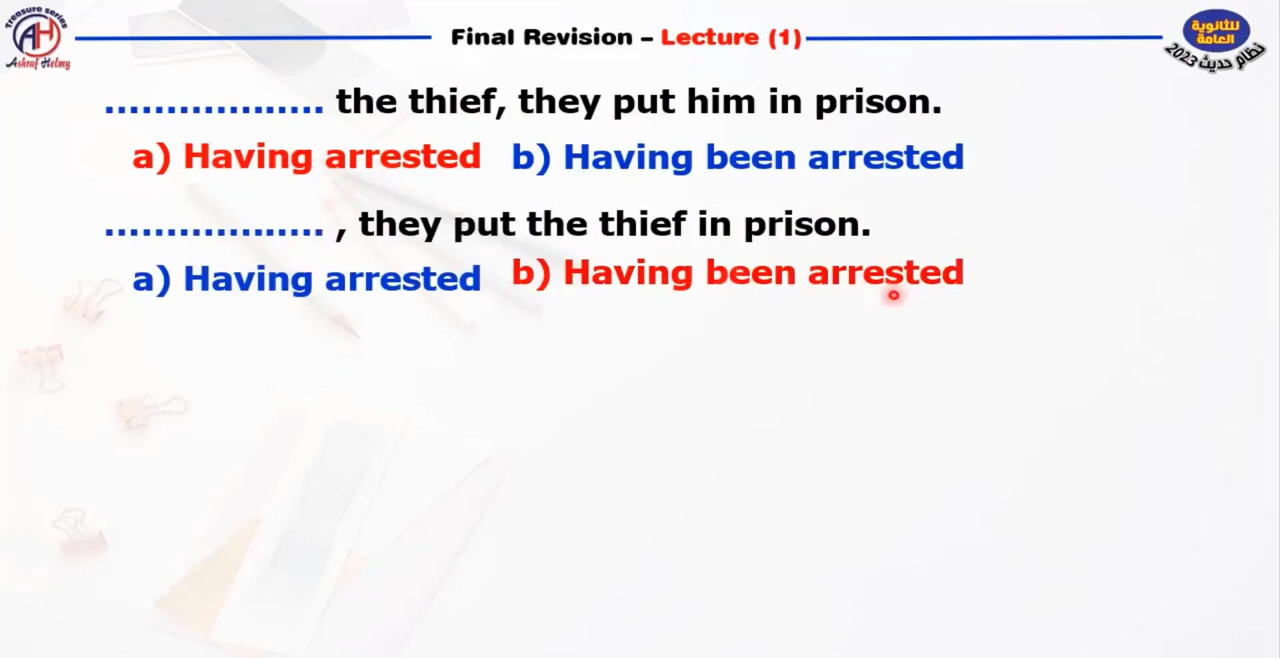 Treasure series
AH
Ashraf Helmy
Final Revision – Lecture (1)
للثانوية
العامة
نظام حديث 2023
.................. the thief, they put him in prison.
a) Having arrested b) Having been arrested
.................. , they put the thief in prison.
a) Having arrested b) Having been arrested